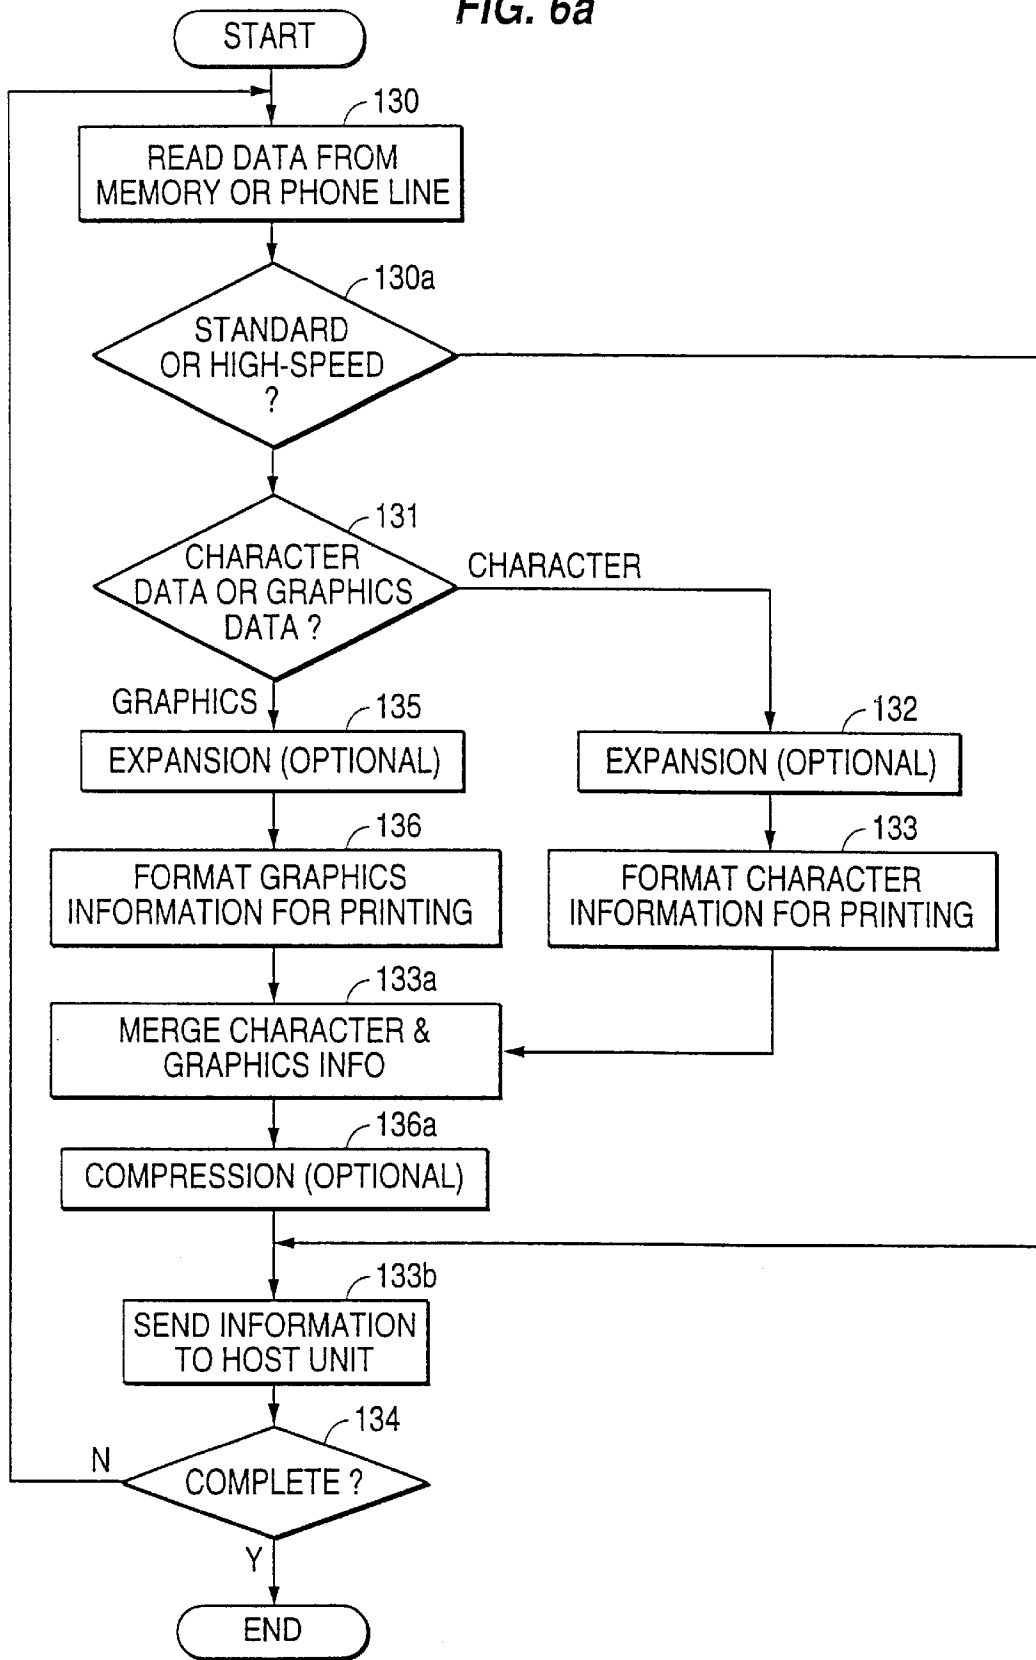 FIG. 6a
START
130
READ DATA FROM
MEMORY OR PHONE LINE
130a
STANDARD
OR HIGH-SPEED
?
131
CHARACTER
DATA OR GRAPHICS
DATA ?
CHARACTER
GRAPHICS
135
EXPANSION (OPTIONAL)
132
EXPANSION (OPTIONAL)
136
FORMAT GRAPHICS
INFORMATION FOR PRINTING
133
FORMAT CHARACTER
INFORMATION FOR PRINTING
133a
MERGE CHARACTER &
GRAPHICS INFO
136a
COMPRESSION (OPTIONAL)
133b
SEND INFORMATION
TO HOST UNIT
134
COMPLETE ?
N
Y
END